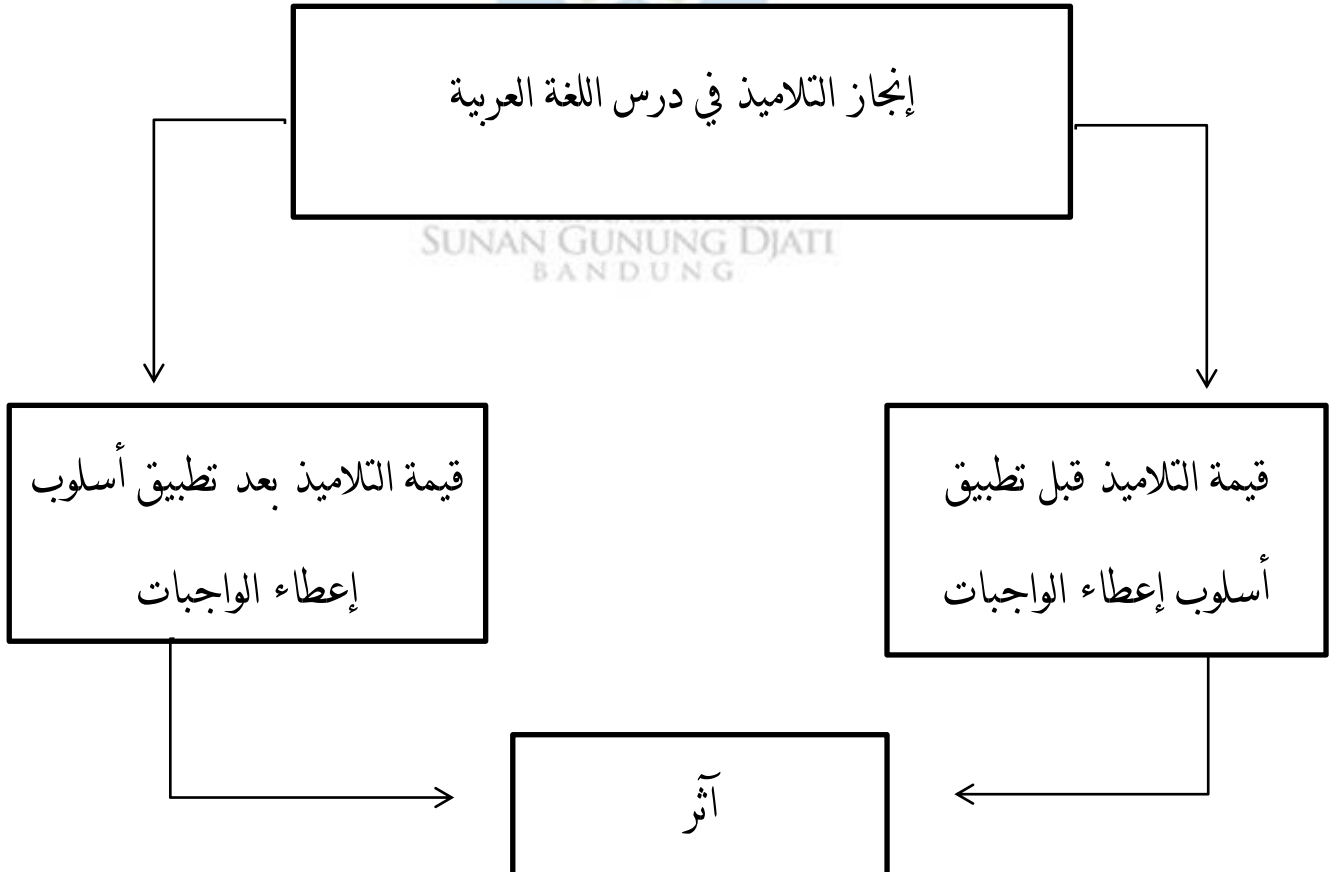 إنجاز التلاميذ في درس اللغة العربية
SUNAN GUNUNG DJATI
BANDUNG
قيمة التلاميذ قبل تطبيق
أسلوب إعطاء الواجبات
قيمة التلاميذ بعد تطبيق أسلوب
إعطاء الواجبات
آثر